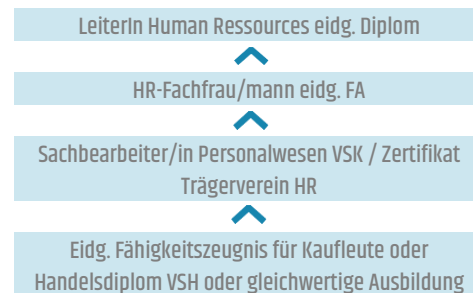 LeiterIn Human Ressources eidg. Diplom
HR-Fachfrau/mann eidg. FA
Sachbearbeiter/in Personalwesen VSK / Zertifikat
Trägerverein HR
Eidg. Fähigkeitszeugnis für Kaufleute oder
Handelsdiplom VSH oder gleichwertige Ausbildung